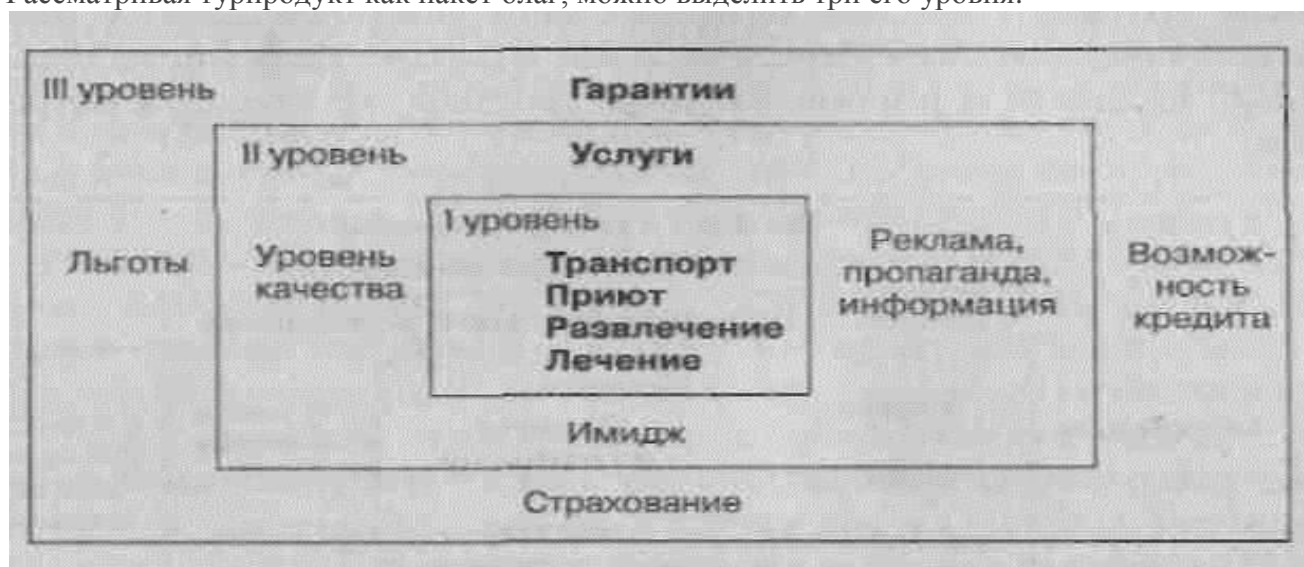 Рассматривая турпродукт как пакет благ, можно выделить три его уровня:
III уровень
Гарантии
II уровень
Услуги
I уровень
Транспорт
Приют
Развлечение
Лечение
Льготы
Уровень
качества
Реклама,
пропаганда,
информация
Возмож-
ность
кредита
Имидж
Страхование